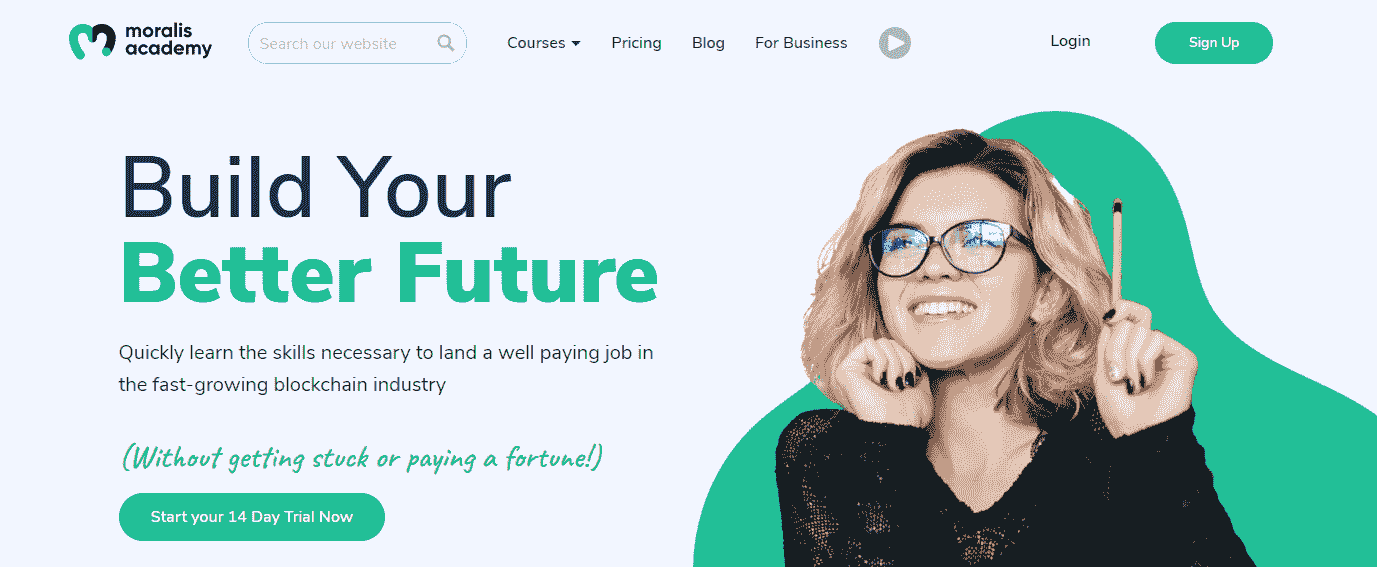 moralis
academy
Search our website
Courses
Pricing
Blog
For Business
Login
Sign Up
Build Your
Better Future
Quickly learn the skills necessary to land a well paying job in
the fast-growing blockchain industry
(Without getting stuck or paying a fortune!)
Start your 14 Day Trial Now